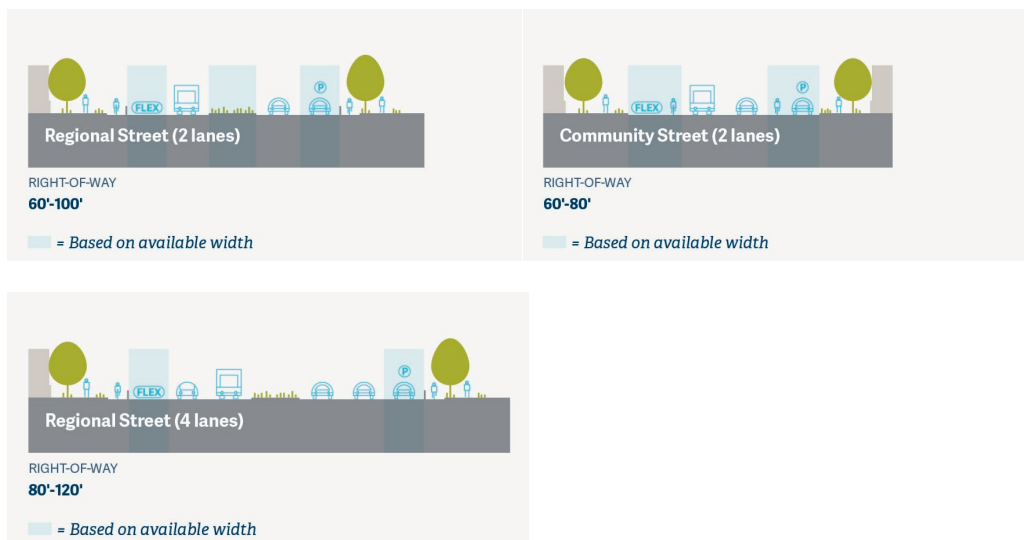 P
FLEX
Regional Street (2 lanes)
RIGHT-OF-WAY
60'-100'
= Based on available width
P
FLEX
Community Street (2 lanes)
RIGHT-OF-WAY
60'-80'
= Based on available width
P
FLEX
Regional Street (4 lanes)
RIGHT-OF-WAY
80'-120'
= Based on available width